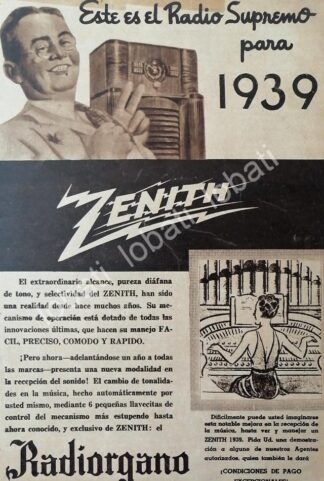 Este es el Radio Supremo
para
1939
ZENITH
El extraordinario alcance, pureza diáfana
de tono, y selectividad del ZENITH, han sido
una realidad desde hace muchos años. Su me-
canismo de operación está dotado de todas las
innovaciones últimas, que hacen su manejo FA-
CIL, PRECISO, COMODO Y RAPIDO.
¡Pero ahora—adelantándose un año a todas
las marcas—presenta una nueva modalidad en
la recepción del sonido! El cambio de tonalida-
des en la música, hecho automáticamente por
usted mismo, mediante 6 pequeñas llavecitas de
control del mecanismo más estupendo hasta
ahora conocido, y exclusivo de ZENITH: el
Radiorgano
Difícilmente puede usted imaginarse
esta notable mejora en la recepción de
la música, hasta ver y manejar un
ZENITH 1939. Pida Ud. una demostra-
ción a alguno de nuestros Agentes
autorizados, quien también le dará
¡CONDICIONES DE PAGO